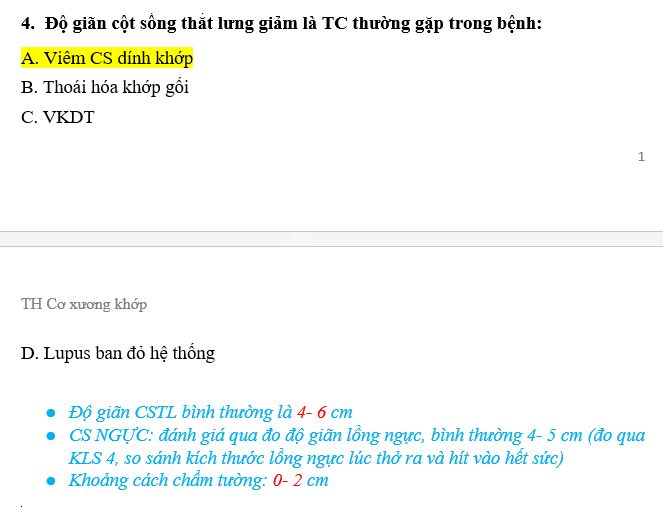 4. Độ giãn cột sống thắt lưng giảm là TC thường gặp trong bệnh:
A. Viêm CS dính khớp
B. Thoái hóa khớp gối
C. VKDT
1
TH Cơ xương khớp
D. Lupus ban đỏ hệ thống
● Độ giãn CSTL bình thường là 4- 6 cm
● CS NGỰC: đánh giá qua đo độ giãn lồng ngực, bình thường 4- 5 cm (đo qua
KLS 4, so sánh kích thước lồng ngực lúc thở ra và hít vào hết sức)
● Khoảng cách chẩm tường: 0- 2 cm